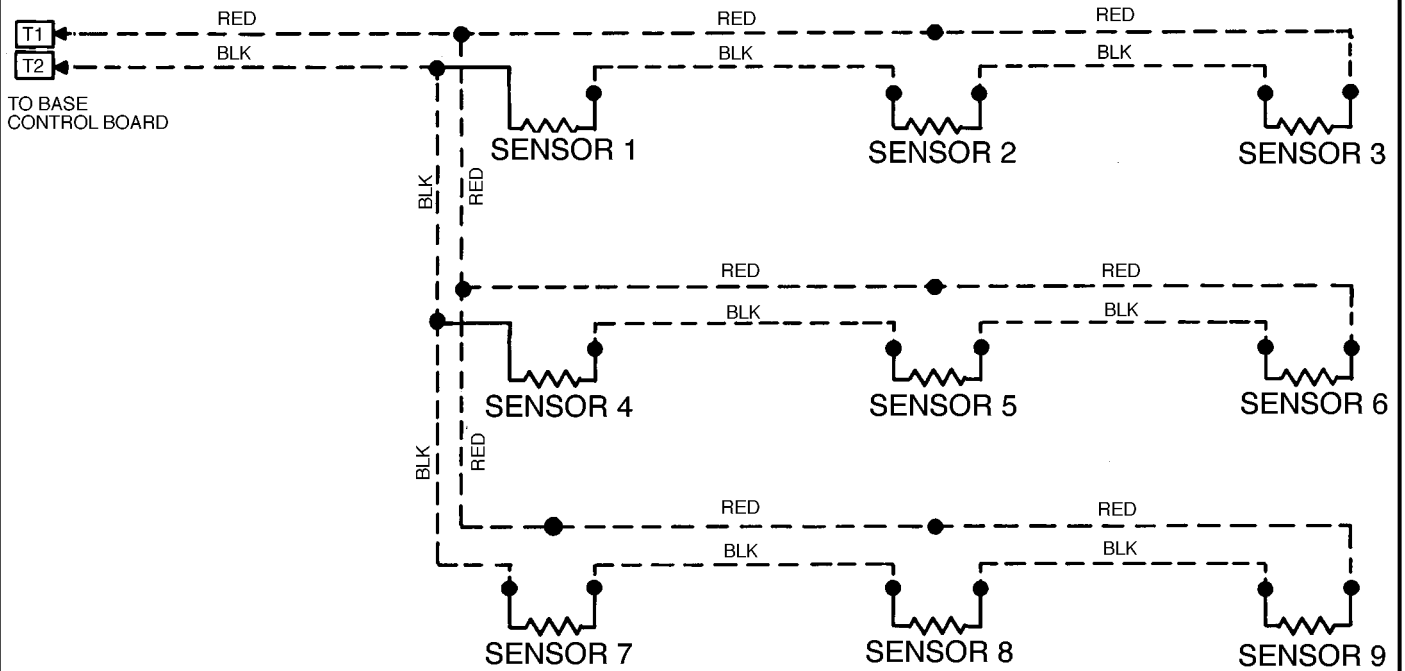 RED RED RED
T1
BLK BLK BLK
T2
TO BASE
CONTROL BOARD
SENSOR 1 SENSOR 2 SENSOR 3
BLK RED
RED RED
BLK BLK
SENSOR 4 SENSOR 5 SENSOR 6
BLK RED
RED RED
BLK BLK
SENSOR 7 SENSOR 8 SENSOR 9